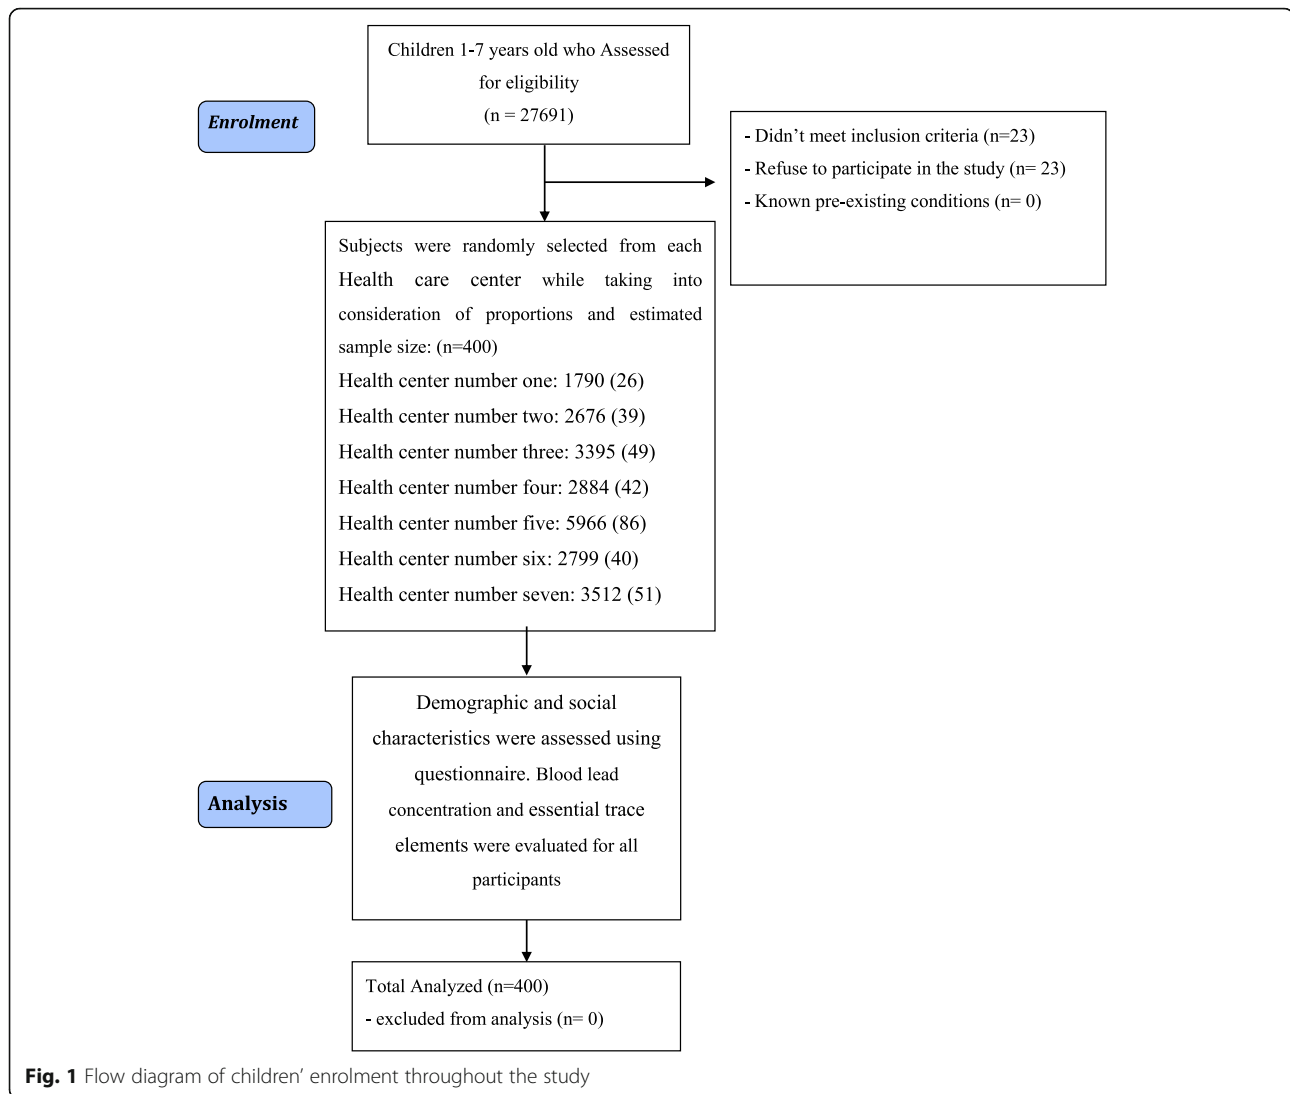 Children 1-7 years old who Assessed
for eligibility
(n = 27691)
Enrolment
- Didn't meet inclusion criteria (n=23)
- Refuse to participate in the study (n= 23)
- Known pre-existing conditions (n= 0)
Subjects were randomly selected from each
Health care center while taking into
consideration of proportions and estimated
sample size: (n=400)
Health center number one: 1790 (26)
Health center number two: 2676 (39)
Health center number three: 3395 (49)
Health center number four: 2884 (42)
Health center number five: 5966 (86)
Health center number six: 2799 (40)
Health center number seven: 3512 (51)
Demographic and social
characteristics were assessed using
questionnaire. Blood lead
concentration and essential trace
elements were evaluated for all
participants
Analysis
Total Analyzed (n=400)
- excluded from analysis (n= 0)
Fig. 1 Flow diagram of children' enrolment throughout the study